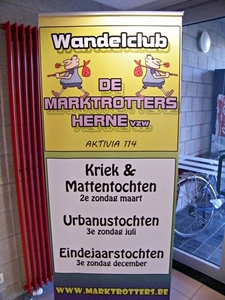 Wandelclub
DE
MARKTROTTERS
HERNE vzw
AKTIVIA 114
Kriek &
Mattentochten
2e zondag maart
Urbanustochten
3e zondag juli
Eindejaarstochten
3e zondag december
WWW.MARKTROTTERS.BE